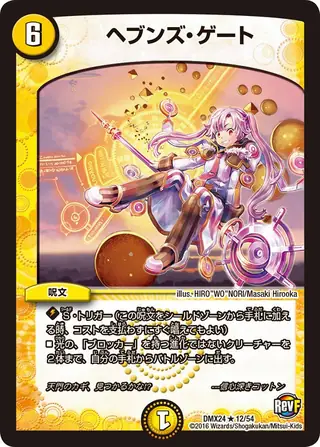 6
ヘブンズ・ゲート
illus. HIRO"WO"NORI/Masaki Hirooka
呪文
S・トリガー(この呪文をシールドゾーンから手札に加える時、コストを支払わずにすぐ唱えてもよい)
光の、「ブロッカー」を持つ進化ではないクリーチャーを
2体まで、自分の手札からバトルゾーンに出す。
天門のカギ、見つかるかな!? ---信心深きコットン
1
DMX24 ★ 12/54
©2016 Wizards/Shogakukan/Mitsui-Kids
RevF